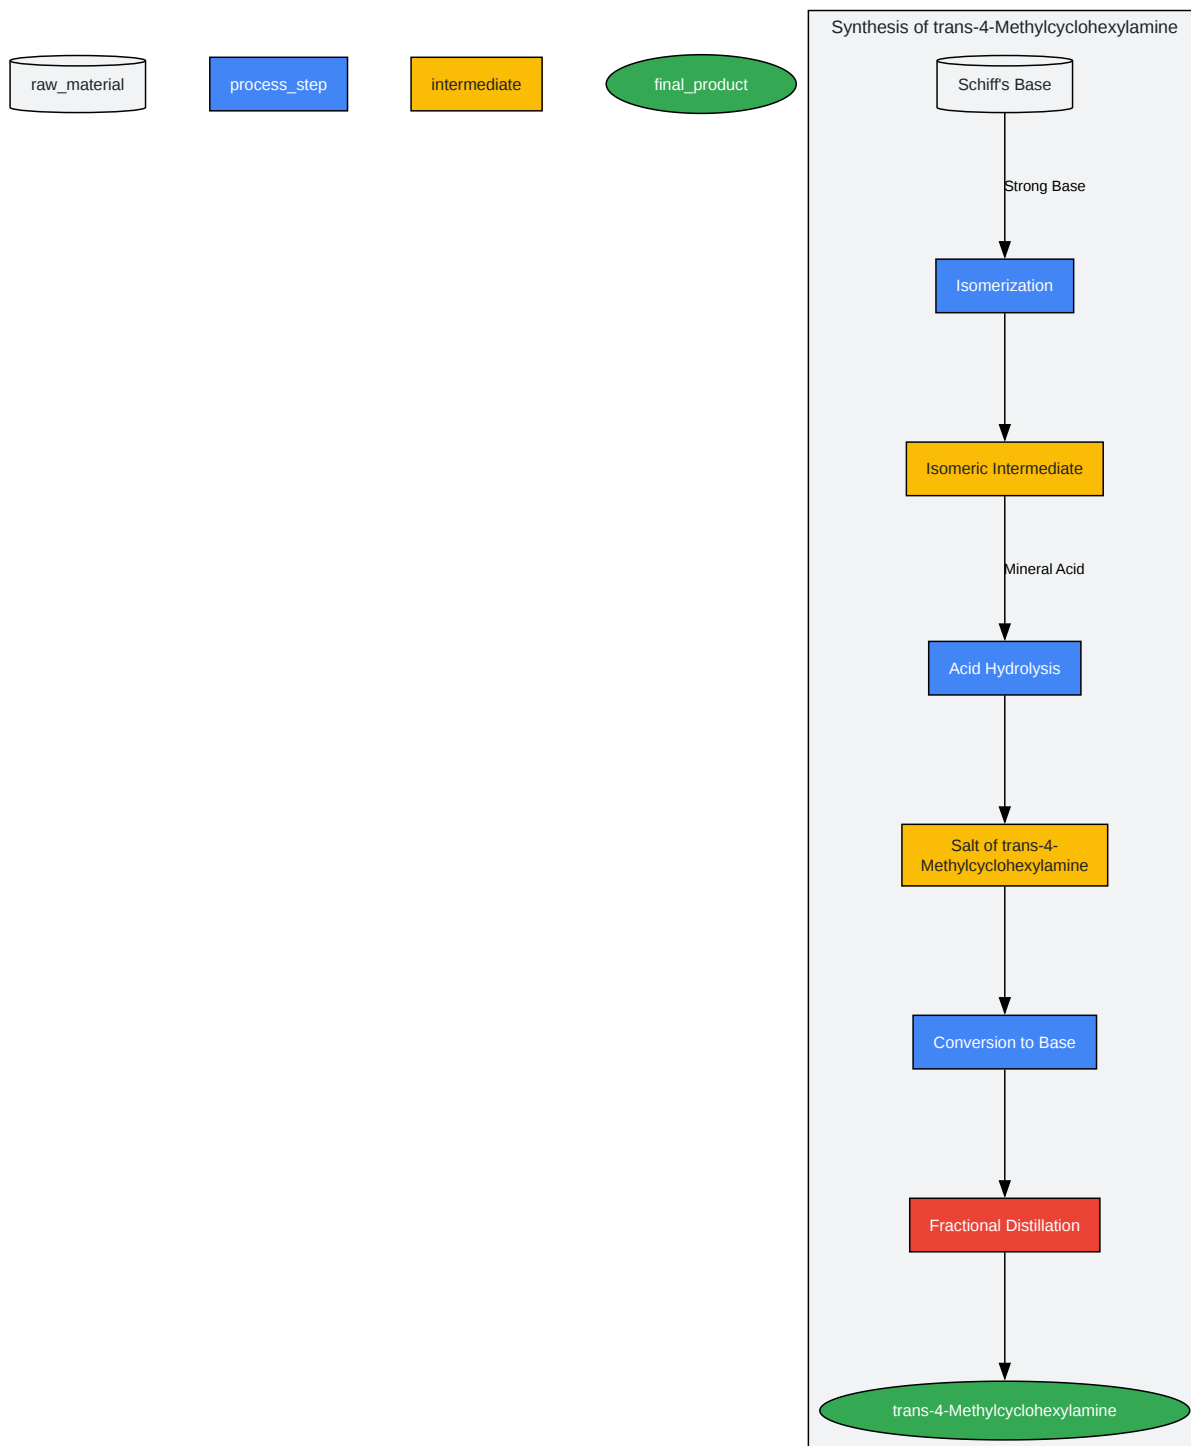 Synthesis of trans-4-Methylcyclohexylamine
raw_material
process_step
intermediate
final_product
Schiff's Base
Strong Base
Isomerization
Isomeric Intermediate
Mineral Acid
Acid Hydrolysis
Salt of trans-4-
Methylcyclohexylamine
Conversion to Base
Fractional Distillation
trans-4-Methylcyclohexylamine